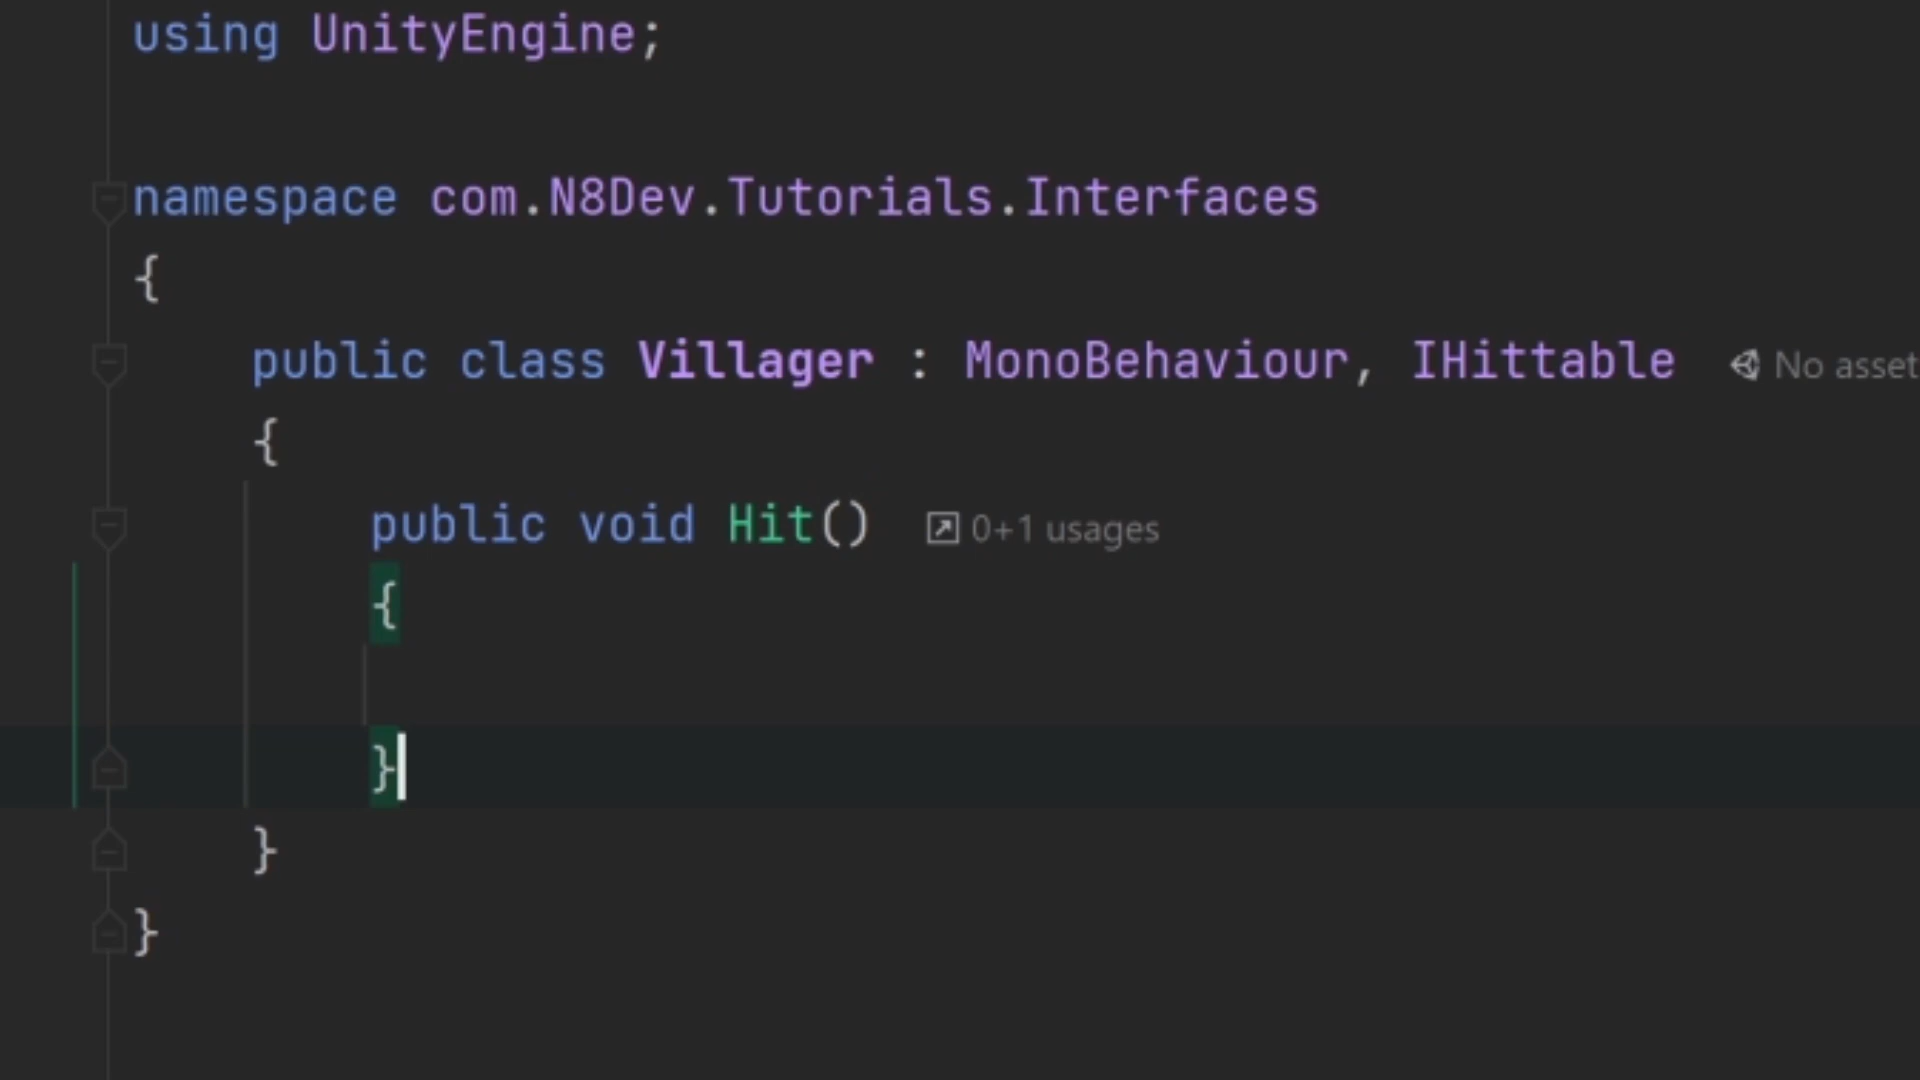 using UnityEngine;
namespace com.N8Dev.Tutorials.Interfaces
{
public class Villager : MonoBehaviour, IHittable No asset
{
public void Hit() 0+1 usages
{
}
}
}